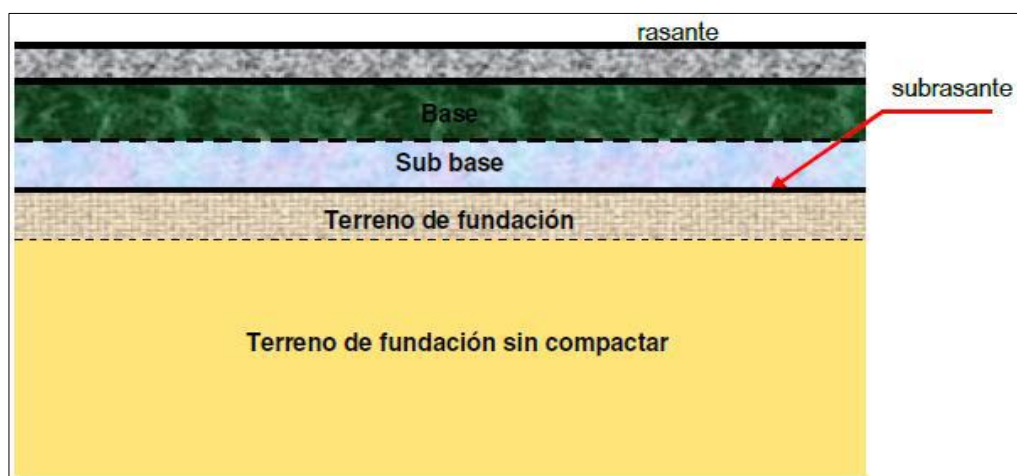 rasante
subrasante
Base
Sub base
Terreno de fundación
Terreno de fundación sin compactar